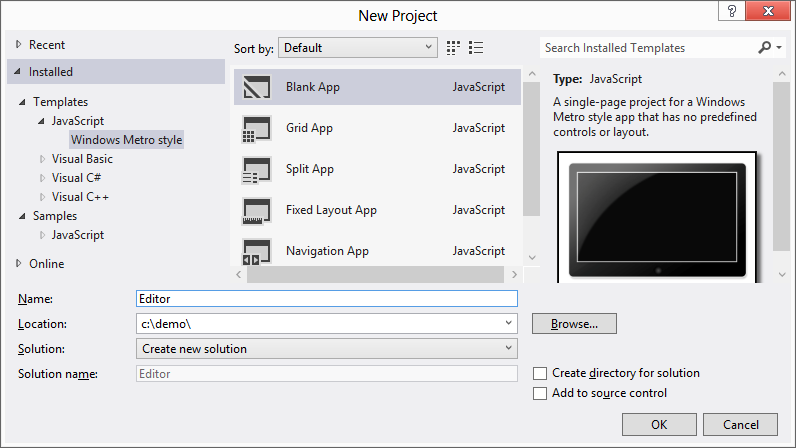 New Project
? x
Recent
Installed
Templates
JavaScript
Windows Metro style
Visual Basic
Visual C#
Visual C++
Samples
JavaScript
Online
Sort by: Default
Blank App JavaScript
Grid App JavaScript
Split App JavaScript
Fixed Layout App JavaScript
Navigation App JavaScript
Search Installed Templates
Type: JavaScript
A single-page project for a Windows
Metro style app that has no predefined
controls or layout.
Name: Editor
Location: c:\demo\ Browse...
Solution: Create new solution
Solution name: Editor
Create directory for solution
Add to source control
OK Cancel